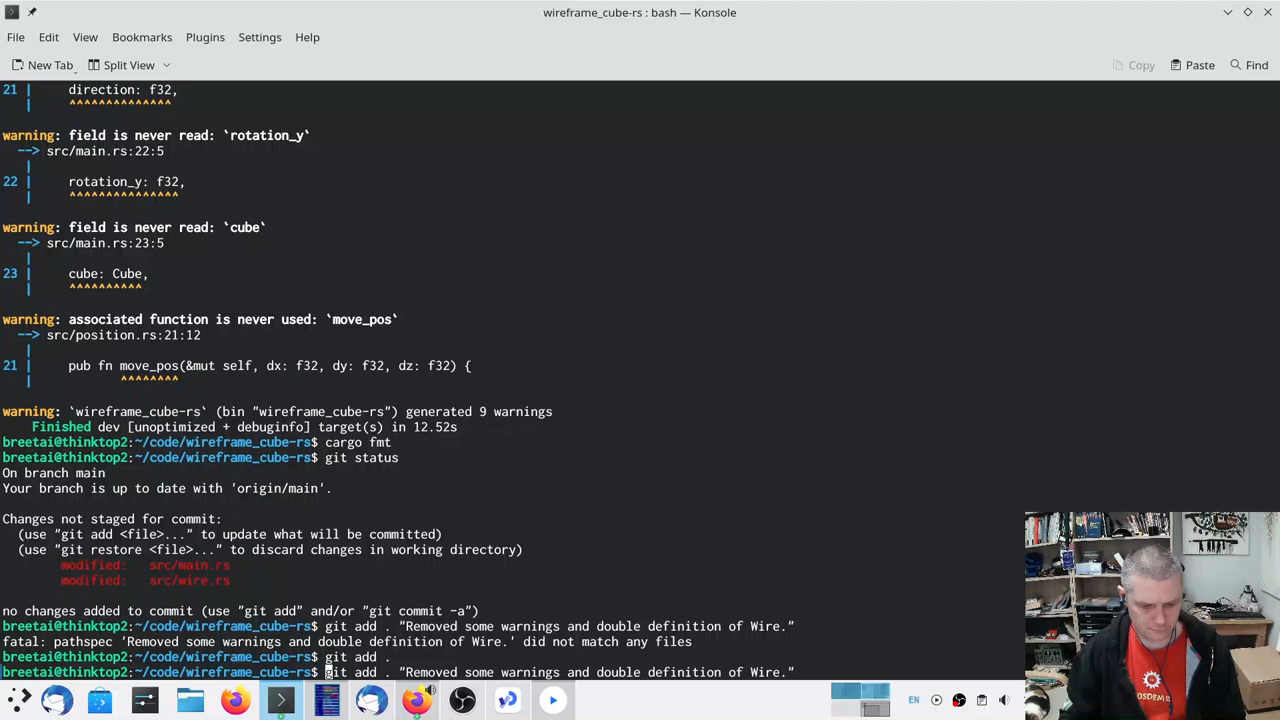 wireframe_cube-rs : bash — Konsole
File Edit View Bookmarks Plugins Settings Help
New Tab Split View Copy Paste Find
21 | direction: f32,
| ^^^^^^^^^^^^^^
warning: field is never read: `rotation_y`
--> src/main.rs:22:5
|
22 | rotation_y: f32,
| ^^^^^^^^^^^^^^^
warning: field is never read: `cube`
--> src/main.rs:23:5
|
23 | cube: Cube,
| ^^^^^^^^^^
warning: associated function is never used: `move_pos`
--> src/position.rs:21:12
|
21 | pub fn move_pos(&mut self, dx: f32, dy: f32, dz: f32) {
| ^^^^^^^^
warning: `wireframe_cube-rs` (bin "wireframe_cube-rs") generated 9 warnings
Finished dev [unoptimized + debuginfo] target(s) in 12.52s
breetai@thinktop2:~/code/wireframe_cube-rs$ cargo fmt
breetai@thinktop2:~/code/wireframe_cube-rs$ git status
On branch main
Your branch is up to date with 'origin/main'.
Changes not staged for commit:
(use "git add <file>..." to update what will be committed)
(use "git restore <file>..." to discard changes in working directory)
modified: src/main.rs
modified: src/wire.rs
no changes added to commit (use "git add" and/or "git commit -a")
breetai@thinktop2:~/code/wireframe_cube-rs$ git add . "Removed some warnings and double definition of Wire."
fatal: pathspec 'Removed some warnings and double definition of Wire.' did not match any files
breetai@thinktop2:~/code/wireframe_cube-rs$ git add .
breetai@thinktop2:~/code/wireframe_cube-rs$ git add . "Removed some warnings and double definition of Wire."
EN